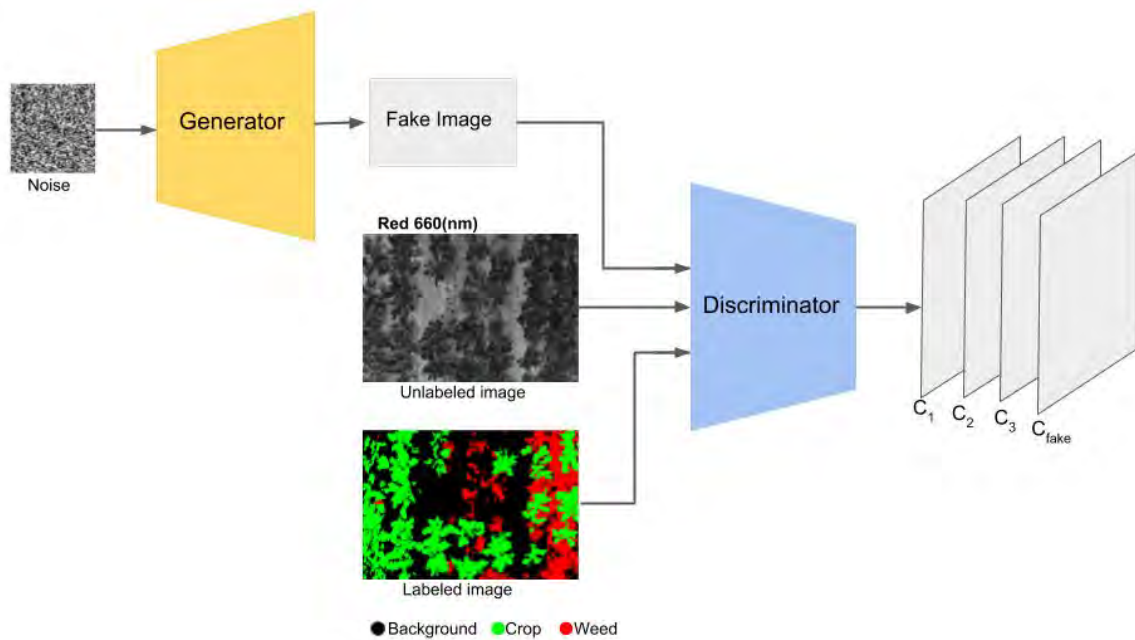 Generator
Fake Image
Noise
Red 660(nm)
Discriminator
Unlabeled image
C1 C2 C3 Cfake
Labeled image
Background Crop Weed